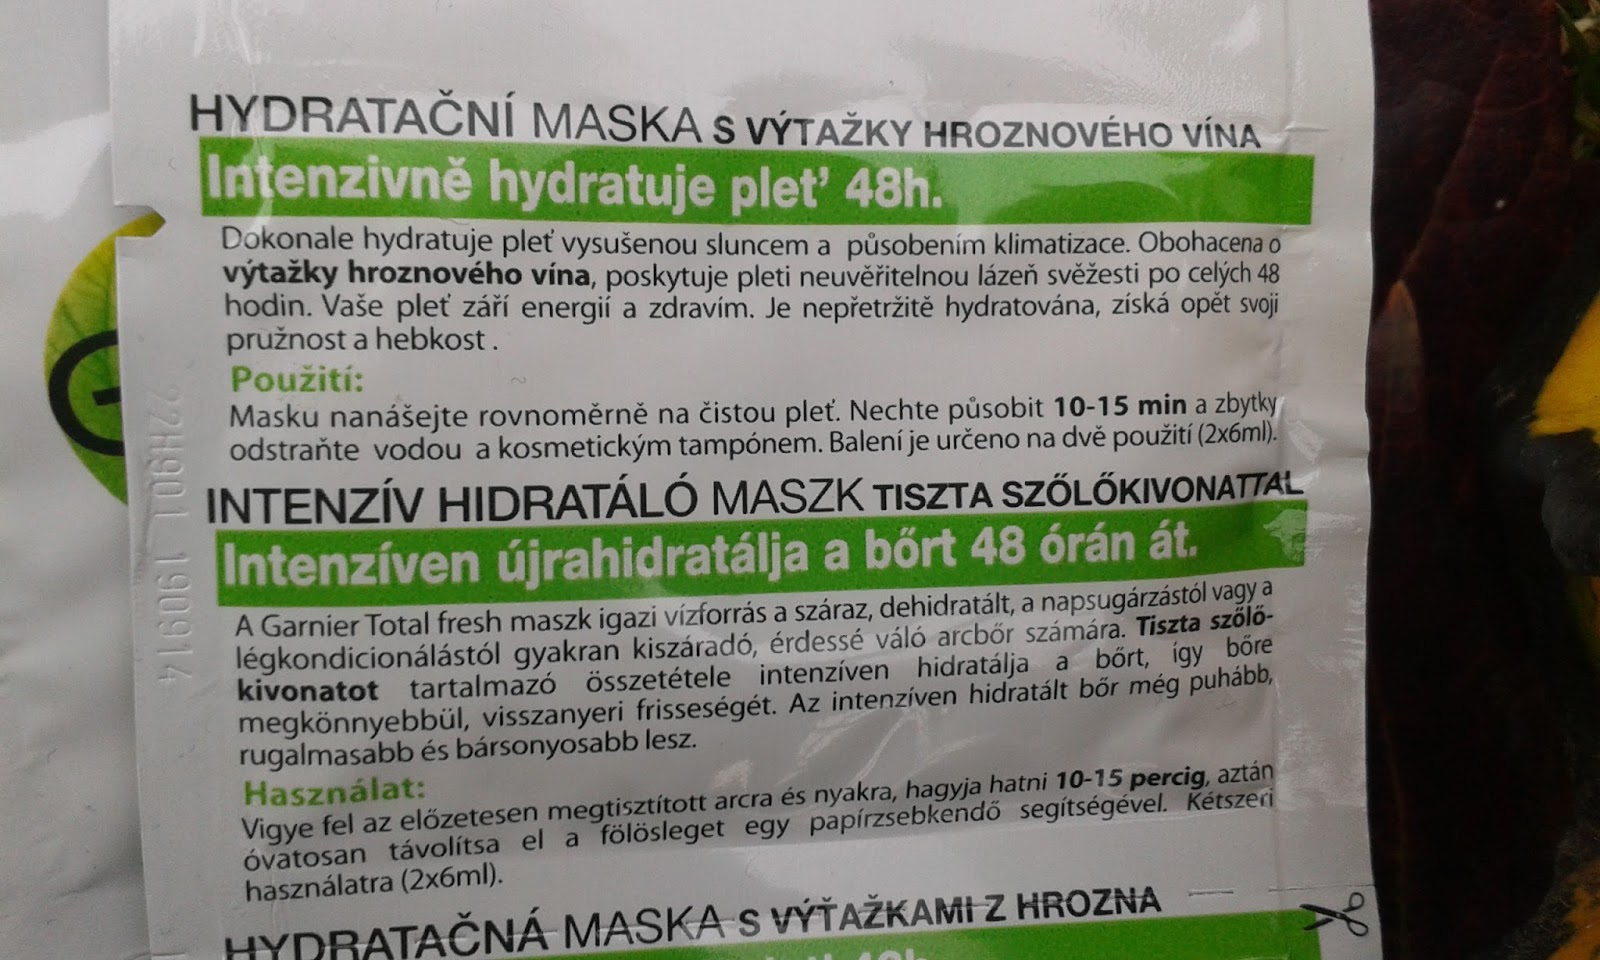 HYDRATAČNÍ MASKA S VÝTAŽKY HROZNOVÉHO VÍNA
Intenzivně hydratuje plet’ 48h.
Dokonale hydratuje pleť vysušenou sluncem a působením klimatizace. Obohacena o
výtažky hroznového vína, poskytuje pleti neuvěřitelnou lázeň svěžesti po celých 48
hodin. Vaše pleť září energií a zdravím. Je nepřetržitě hydratována, získá opět svoji
pružnost a hebkost .
Použití:
Masku nanášejte rovnoměrně na čistou pleť. Nechte působit 10-15 min a zbytky
odstraňte vodou a kosmetickým tampónem. Balení je určeno na dvě použití (2x6ml).
INTENZÍV HIDRATÁLÓ MASZK TISZTA SZŐLŐKIVONATTAL
Intenzíven újrahidratálja a bőrt 48 órán át.
A Garnier Total fresh maszk igazi vízforrás a száraz, dehidratált, a napsugárzástól vagy a
légkondicionálástól gyakran kiszáradó, érdessé váló arcbőr számára. Tiszta szőlő-
kivonatot tartalmazó összetétele intenzíven hidratálja a bőrt, így bőre
megkönnyebbül, visszanyeri frisseségét. Az intenzíven hidratált bőr még puhább,
rugalmasabb és bársonyosabb lesz.
Használat:
Vigye fel az előzetesen megtisztított arcra és nyakra, hagyja hatni 10-15 percig, aztán
óvatosan távolítsa el a fölösleget egy papírzsebkendő segítségével. Kétszeri
használatra (2x6ml).
HYDRATAČNÁ MASKA S VÝŤAŽKAMI Z HROZNA